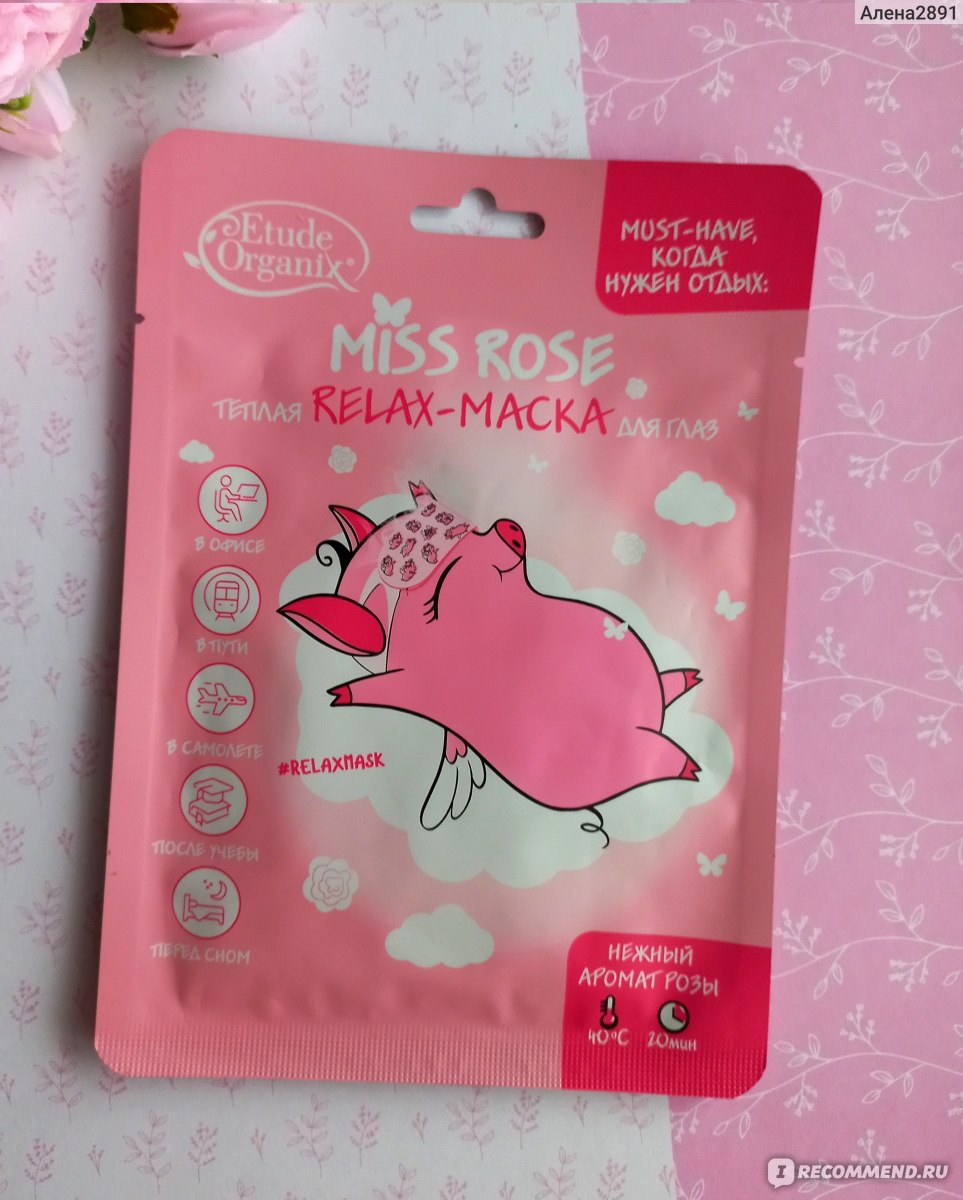 Алена2891
Etude
Organix®
MUST-HAVE,
КОГДА
НУЖЕН ОТДЫХ:
MISS ROSE
ТЕПЛАЯ RELAX-МАСКА ДЛЯ ГЛАЗ
В ОФИСЕ
В ПУТИ
В САМОЛЕТЕ
#RELAXMASK
ПОСЛЕ УЧЕБЫ
ПЕРЕД СНОМ
НЕЖНЫЙ
АРОМАТ РОЗЫ
40°C 20мин
IRECOMMEND.RU